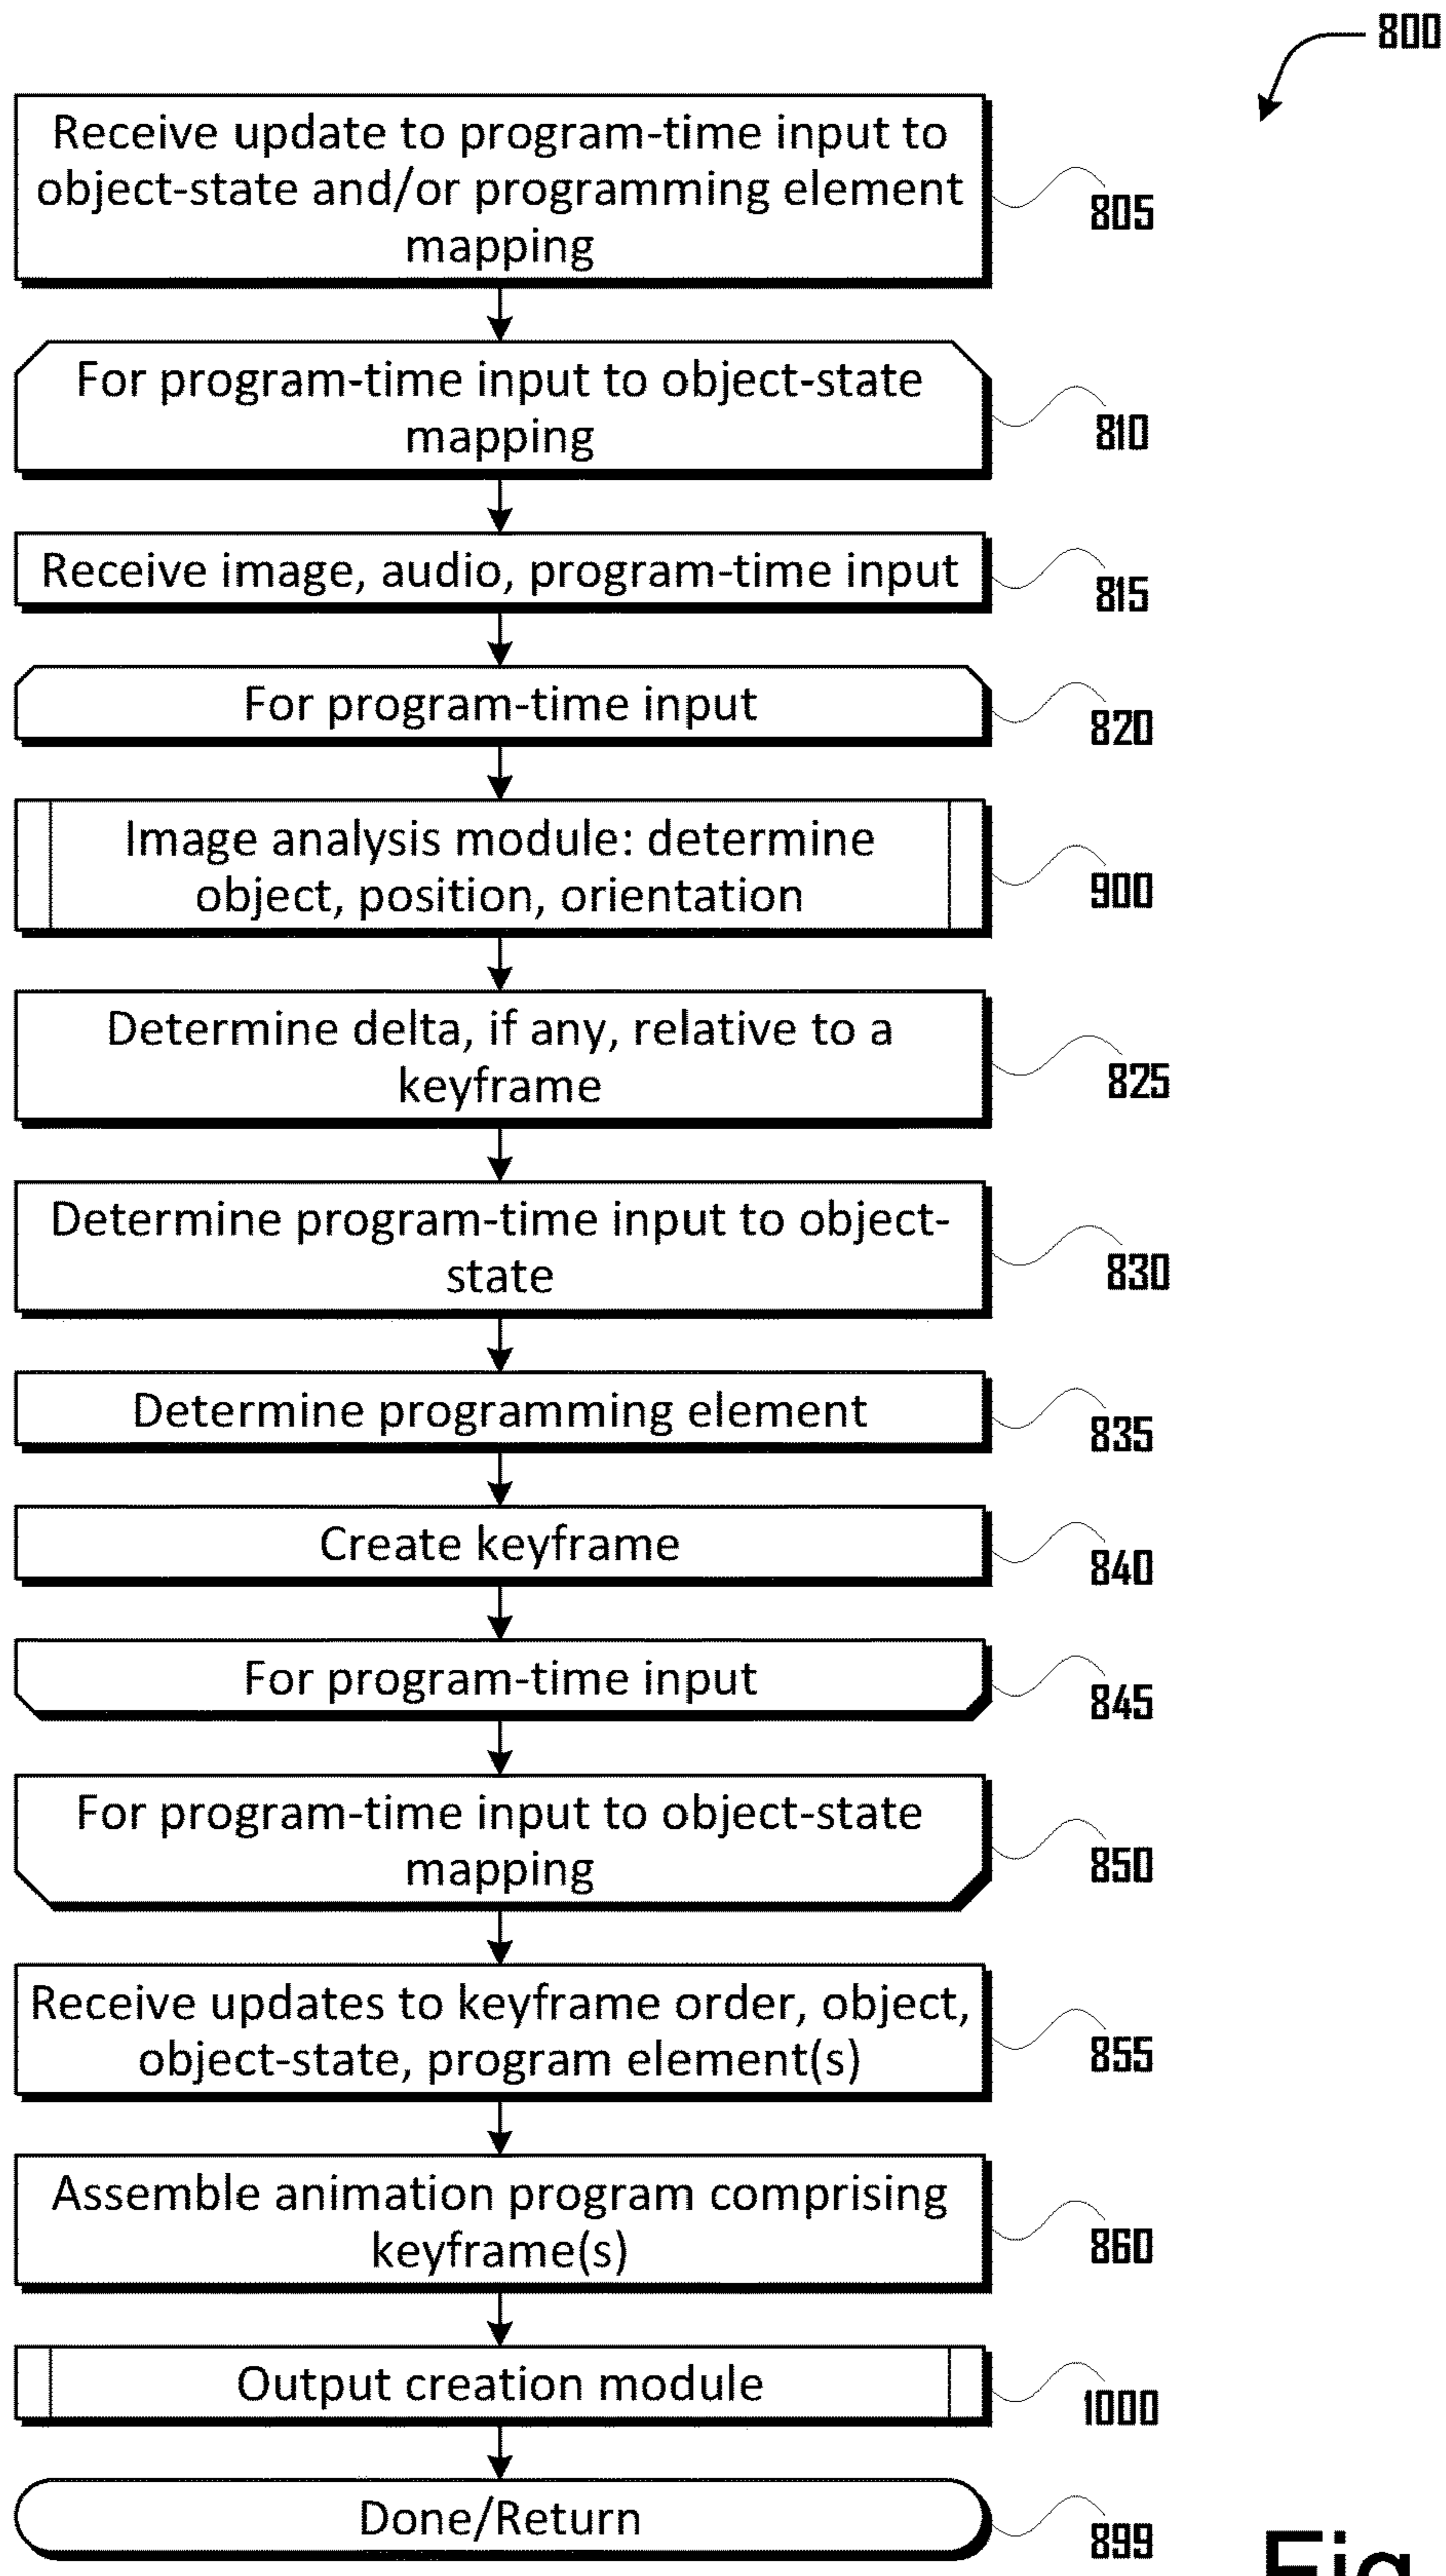 800
Receive update to program-time input to
object-state and/or programming element
mapping
805
For program-time input to object-state
mapping
810
Receive image, audio, program-time input
815
For program-time input
820
Image analysis module: determine
object, position, orientation
900
Determine delta, if any, relative to a
keyframe
825
Determine program-time input to object-
state
830
Determine programming element
835
Create keyframe
840
For program-time input
845
For program-time input to object-state
mapping
850
Receive updates to keyframe order, object,
object-state, program element(s)
855
Assemble animation program comprising
keyframe(s)
860
Output creation module
1000
Done/Return
899
Fig